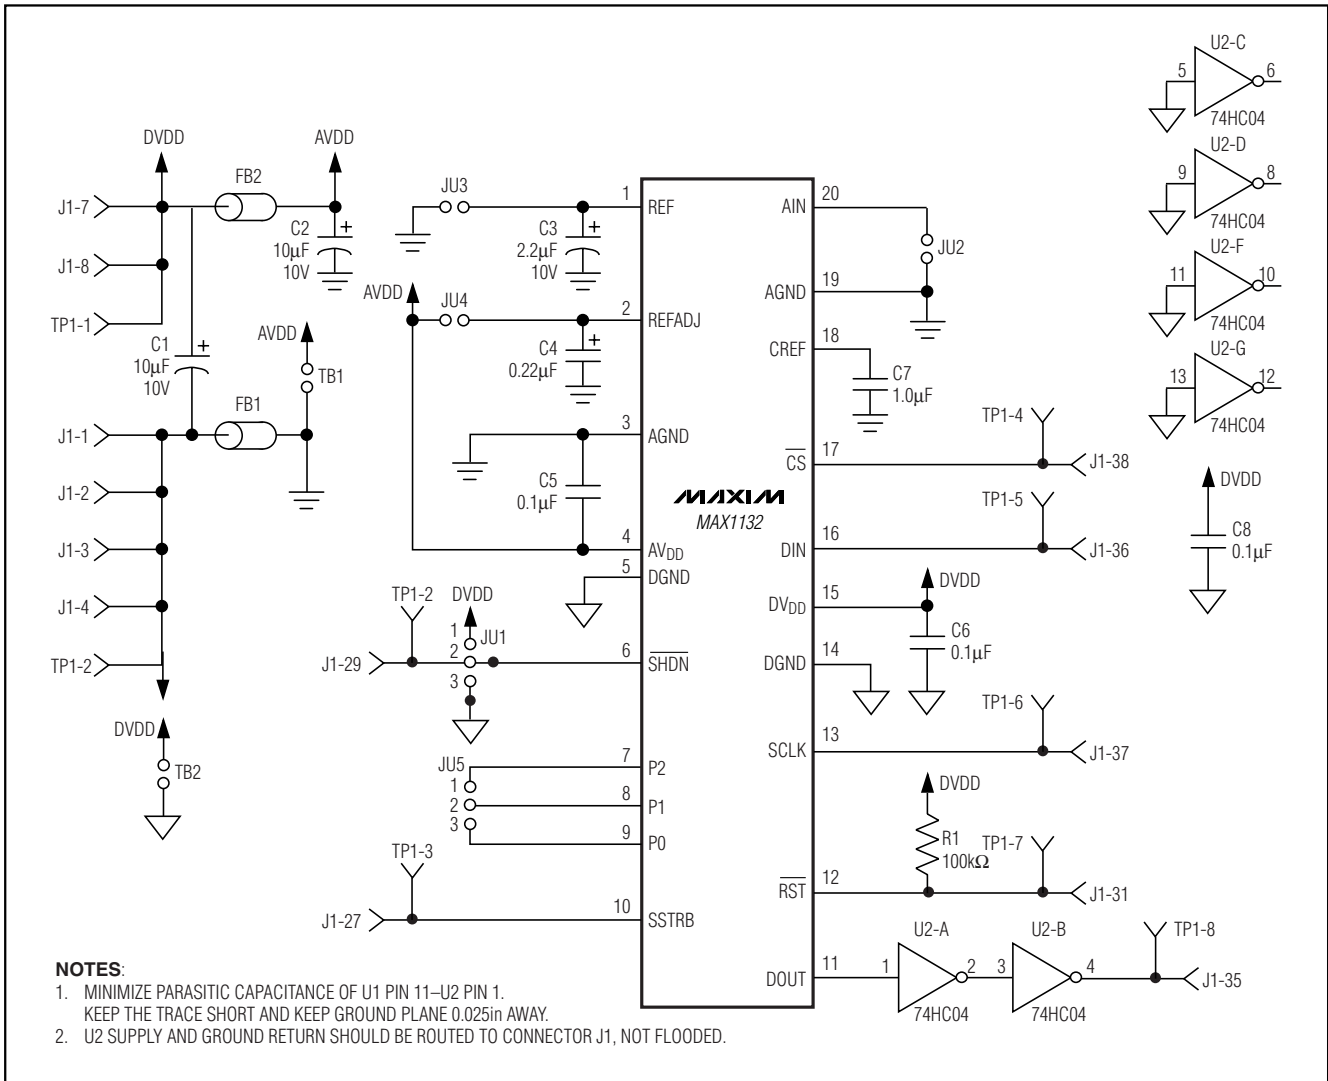 U2-C
5
6
74HC04
U2-D
9
8
74HC04
U2-F
11
10
74HC04
U2-G
13
12
74HC04
DVDD
C8
0.1µF
DVDD
AVDD
FB2
J1-7
C2
10µF
10V
+
J1-8
TP1-1
C1
10µF
10V
+
AVDD
TB1
FB1
J1-1
J1-2
J1-3
J1-4
TP1-2
DVDD
TB2
JU3
C3
2.2µF
10V
+
AVDD
JU4
C4
0.22µF
+
C5
0.1µF
TP1-2
DVDD
1
2
3
JU1
J1-29
JU5
1
2
3
TP1-3
J1-27
1
REF
2
REFADJ
3
AGND
4
AVDD
5
DGND
6
SHDN
7
P2
8
P1
9
P0
10
SSTRB
MAXIM
MAX1132
AIN
20
JU2
AGND
19
CREF
18
C7
1.0µF
TP1-4
CS
17
J1-38
TP1-5
DIN
16
J1-36
DVDD
DVDD
15
C6
0.1µF
DGND
14
TP1-6
SCLK
13
J1-37
DVDD
R1
100kΩ
TP1-7
RST
12
J1-31
DOUT
11
U2-A
1
2
74HC04
U2-B
3
4
74HC04
TP1-8
J1-35
NOTES:
1. MINIMIZE PARASITIC CAPACITANCE OF U1 PIN 11–U2 PIN 1.
KEEP THE TRACE SHORT AND KEEP GROUND PLANE 0.025in AWAY.
2. U2 SUPPLY AND GROUND RETURN SHOULD BE ROUTED TO CONNECTOR J1, NOT FLOODED.